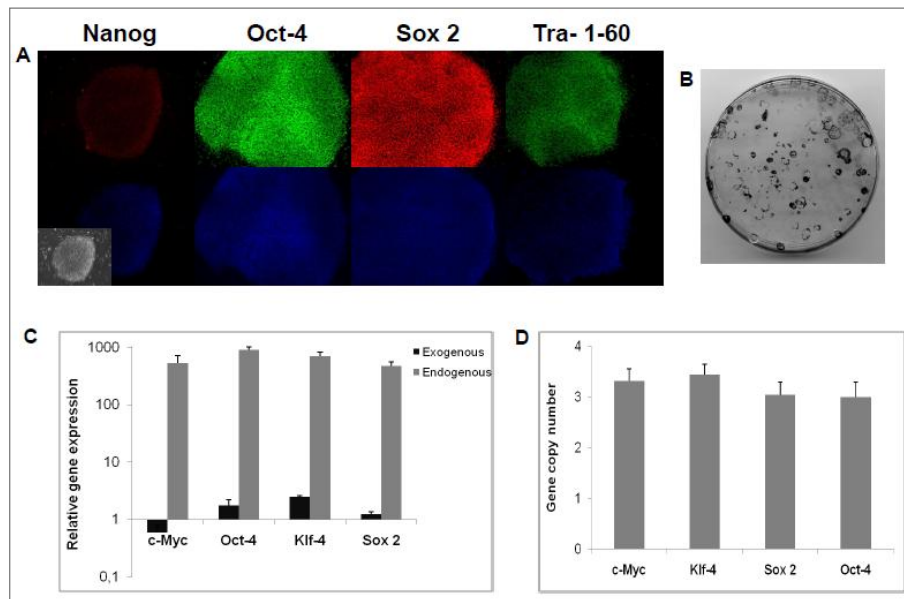 Nanog Oct-4 Sox 2 Tra- 1-60
A
B
C
Relative gene expression
1000
100
10
1
0,1
c-Myc Oct-4 Klf-4 Sox 2
Exogenous
Endogenous
D
Gene copy number
4
3
2
1
0
c-Myc Klf-4 Sox 2 Oct-4